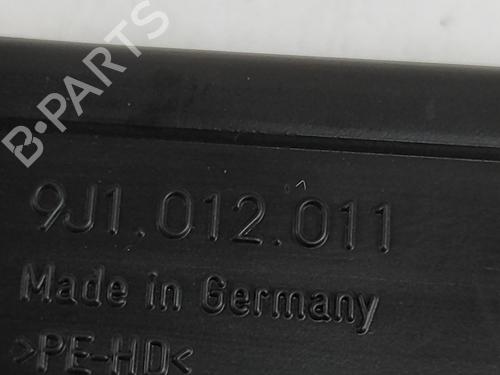 B-PARTS
9J1.012.011
Made in Germany
>PE-HD<